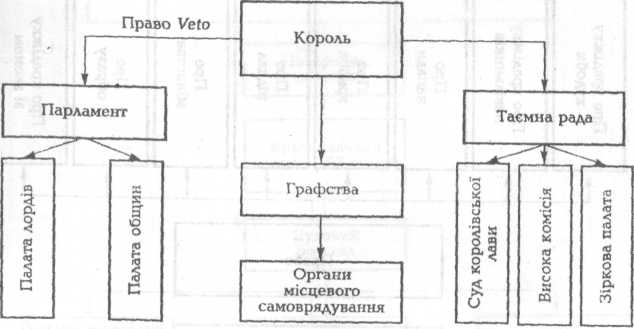 Право Veto
Король
Парламент
Таємна рада
Графства
Палата лордів
Палата общин
Суд королівської
лави
Висока комісія
Зіркова палата
Органи
місцевого
самоврядування